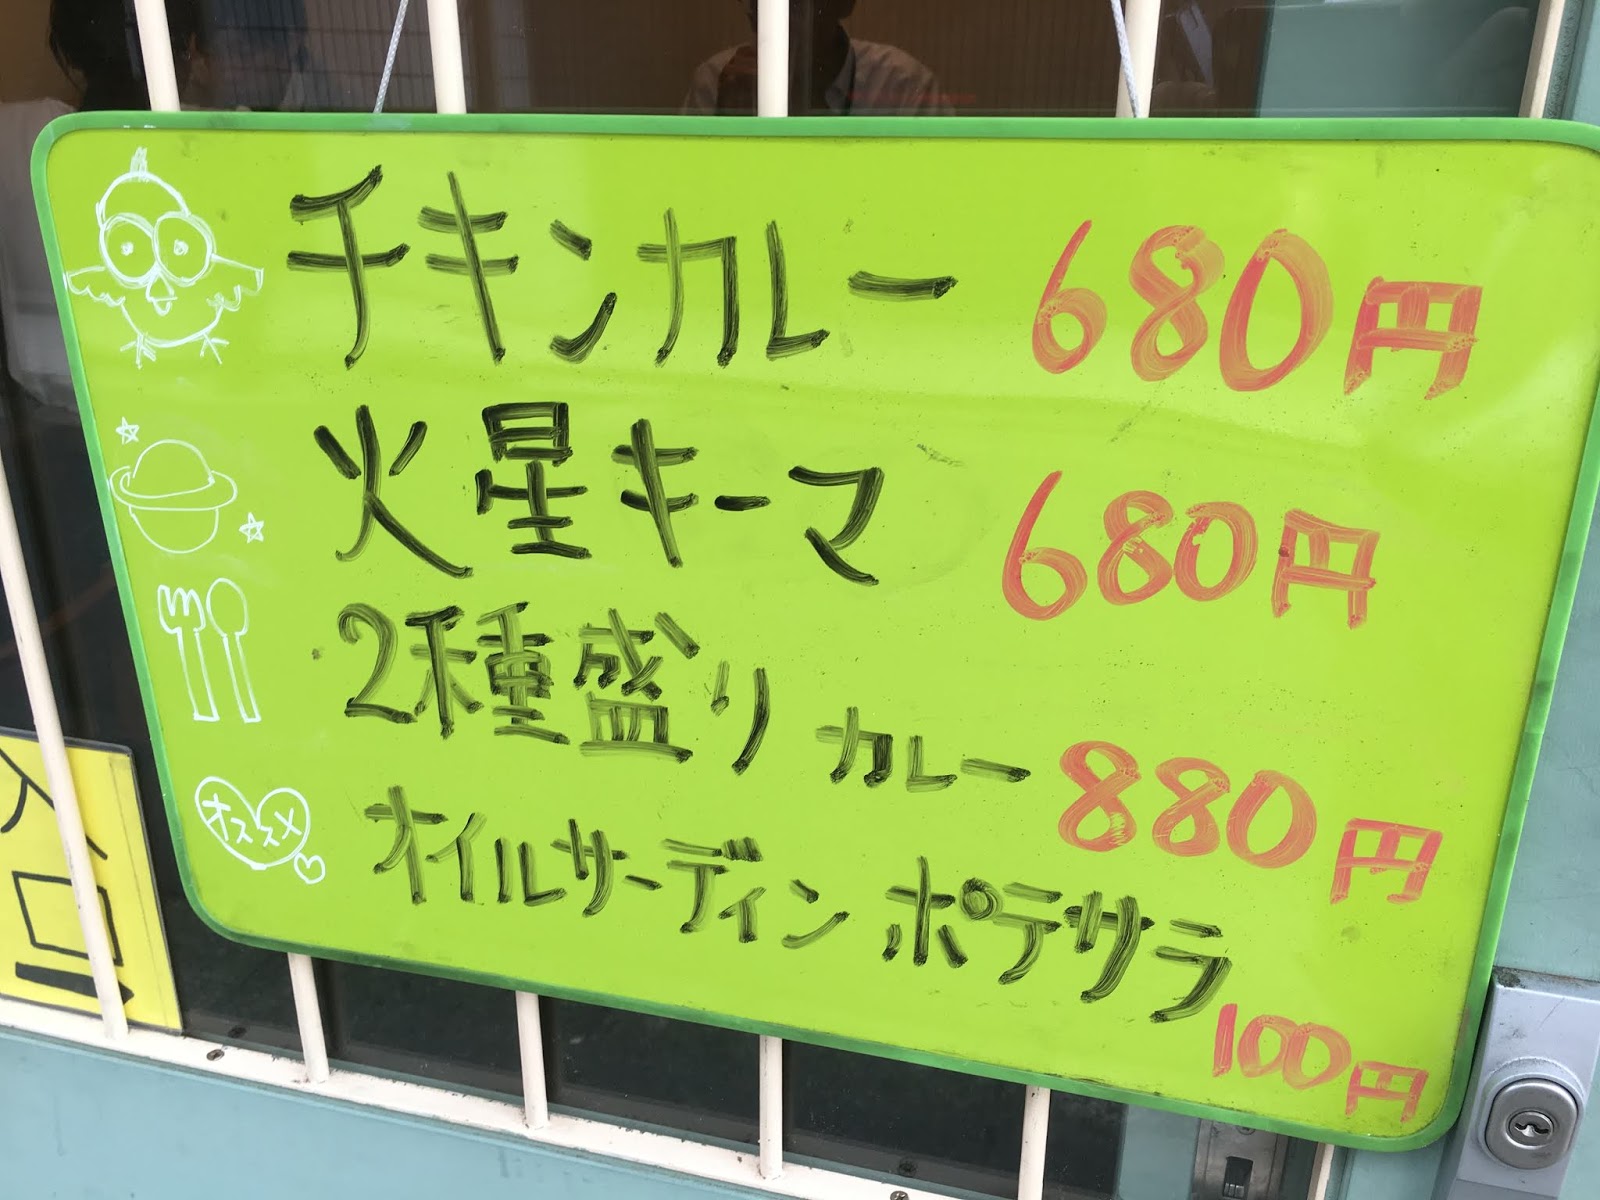 チキンカレー 680円
火星キーマ 680円
2種盛りカレー 880円
オススメ オイルサーディン ポテサラ
100円